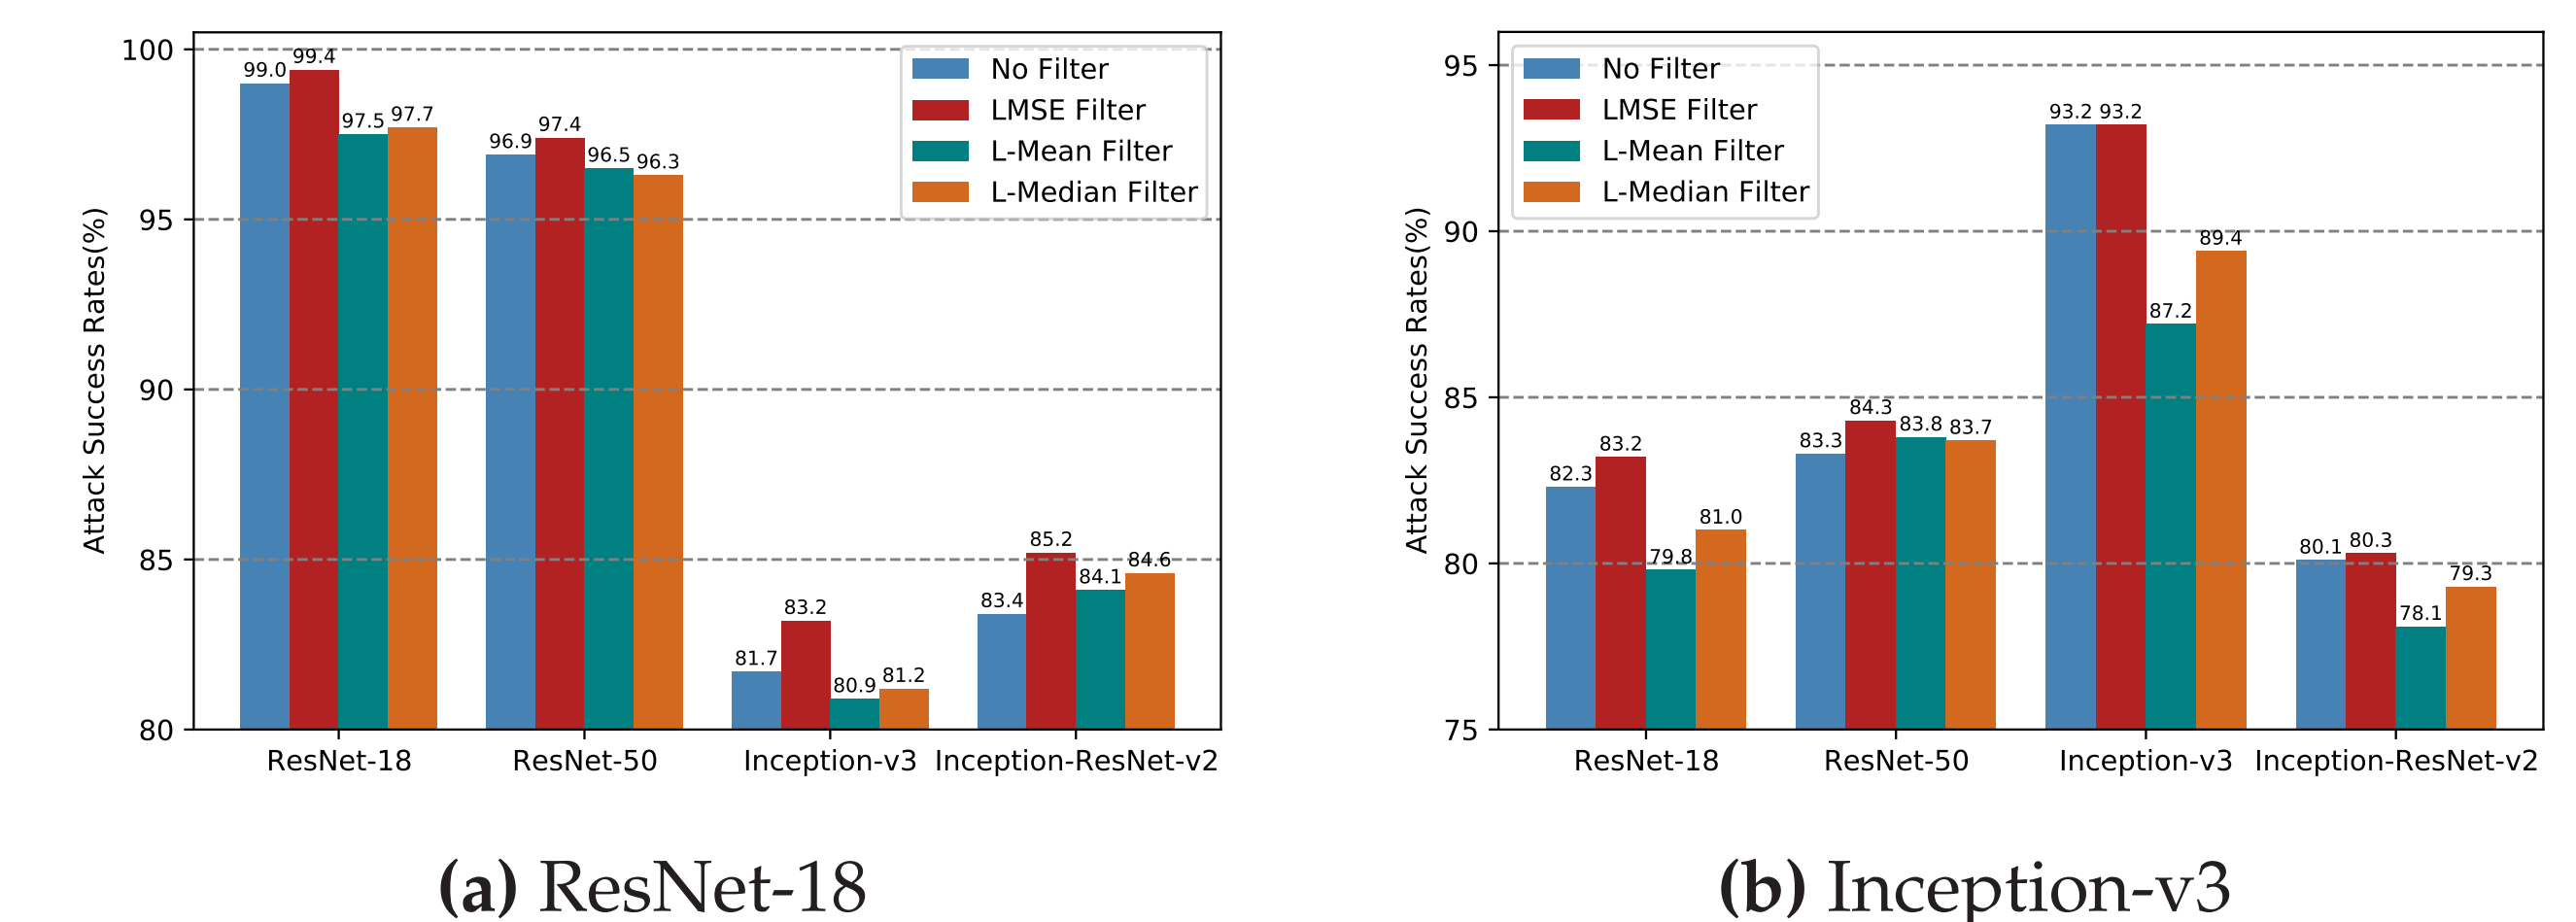 Attack Success Rates(%)
100
95
90
85
80
99.0 99.4 97.5 97.7
96.9 97.4 96.5 96.3
81.7 83.2 80.9 81.2
83.4 85.2 84.1 84.6
No Filter
LMSE Filter
L-Mean Filter
L-Median Filter
ResNet-18 ResNet-50 Inception-v3 Inception-ResNet-v2
(a) ResNet-18
Attack Success Rates(%)
95
90
85
80
75
No Filter
LMSE Filter
L-Mean Filter
L-Median Filter
82.3 83.2 79.8 81.0
83.3 84.3 83.8 83.7
93.2 93.2 87.2 89.4
80.1 80.3 78.1 79.3
ResNet-18 ResNet-50 Inception-v3 Inception-ResNet-v2
(b) Inception-v3